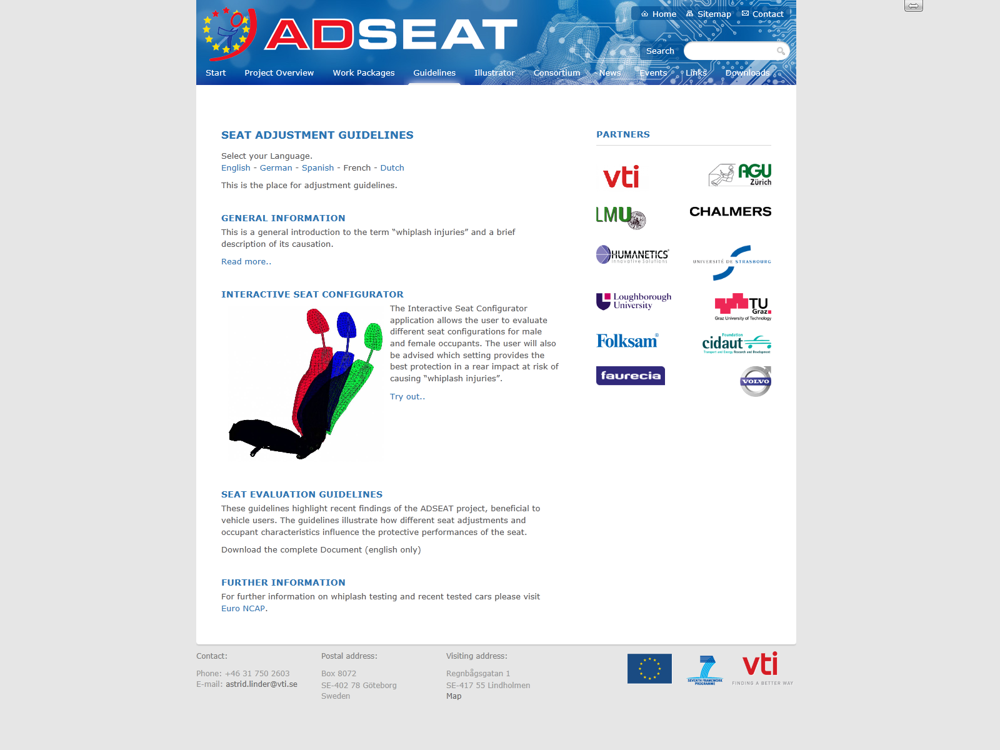 ADSEAT
Home Sitemap Contact
Search
Start Project Overview Work Packages Guidelines Illustrator Consortium News Events Links Downloads
SEAT ADJUSTMENT GUIDELINES
Select your Language.
English - German - Spanish - French - Dutch
This is the place for adjustment guidelines.
GENERAL INFORMATION
This is a general introduction to the term “whiplash injuries” and a brief
description of its causation.
Read more..
INTERACTIVE SEAT CONFIGURATOR
The Interactive Seat Configurator
application allows the user to evaluate
different seat configurations for male
and female occupants. The user will also
be advised which setting provides the
best protection in a rear impact at risk of
causing “whiplash injuries”.
Try out..
SEAT EVALUATION GUIDELINES
These guidelines highlight recent findings of the ADSEAT project, beneficial to
vehicle users. The guidelines illustrate how different seat adjustments and
occupant characteristics influence the protective performances of the seat.
Download the complete Document (english only)
FURTHER INFORMATION
For further information on whiplash testing and recent tested cars please visit
Euro NCAP.
PARTNERS
vti
AGU
Zürich
LMU
CHALMERS
HUMANETICS
Innovative Solutions
UNIVERSITÉ DE STRASBOURG
Loughborough
University
TU
Graz
Graz University of Technology
Folksam
Foundation
cidaut
Transport and Energy Research and Development
faurecia
VOLVO
Contact:
Phone: +46 31 750 2603
E-mail: astrid.linder@vti.se
Postal address:
Box 8072
SE-402 78 Göteborg
Sweden
Visiting address:
Regnbågsgatan 1
SE-417 55 Lindholmen
Map
7
SEVENTH FRAMEWORK
PROGRAMME
vti
FINDING A BETTER WAY